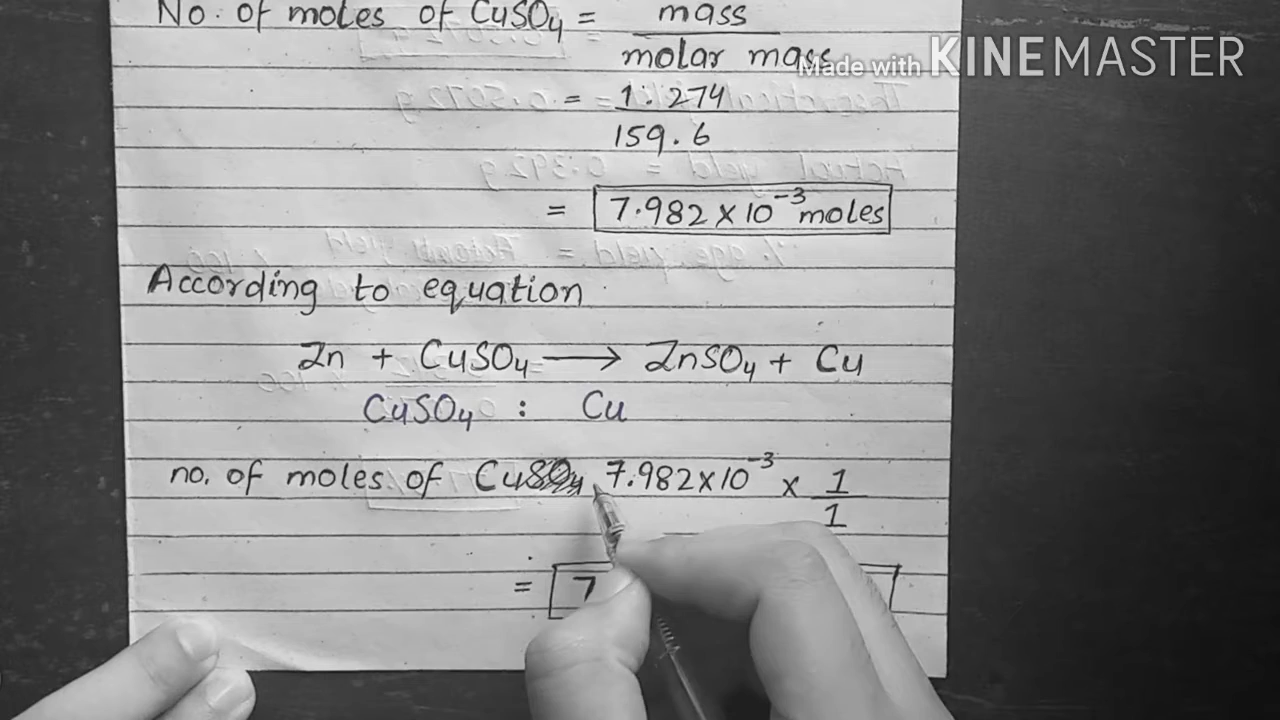 No. of moles of CuSO4 = mass
molar mass
Made with KINEMASTER
= 1.274
159.6
= 7.982 × 10⁻³ moles
According to equation
Zn + CuSO4 ⟶ ZnSO4 + Cu
CuSO4 : Cu
no. of moles of Cu 7.982×10⁻³ × 1
1
= 7